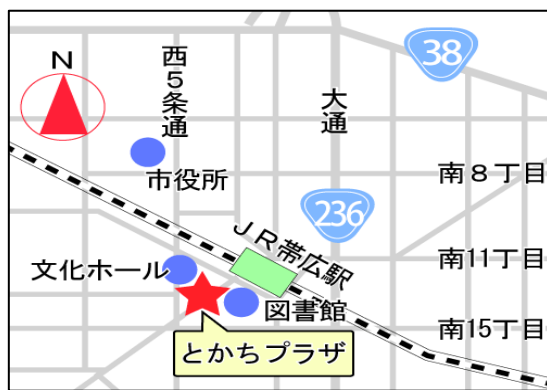 N
西5条通
大通
38
市役所
南8丁目
236
JR帯広駅
南11丁目
文化ホール
図書館
南15丁目
とかちプラザ